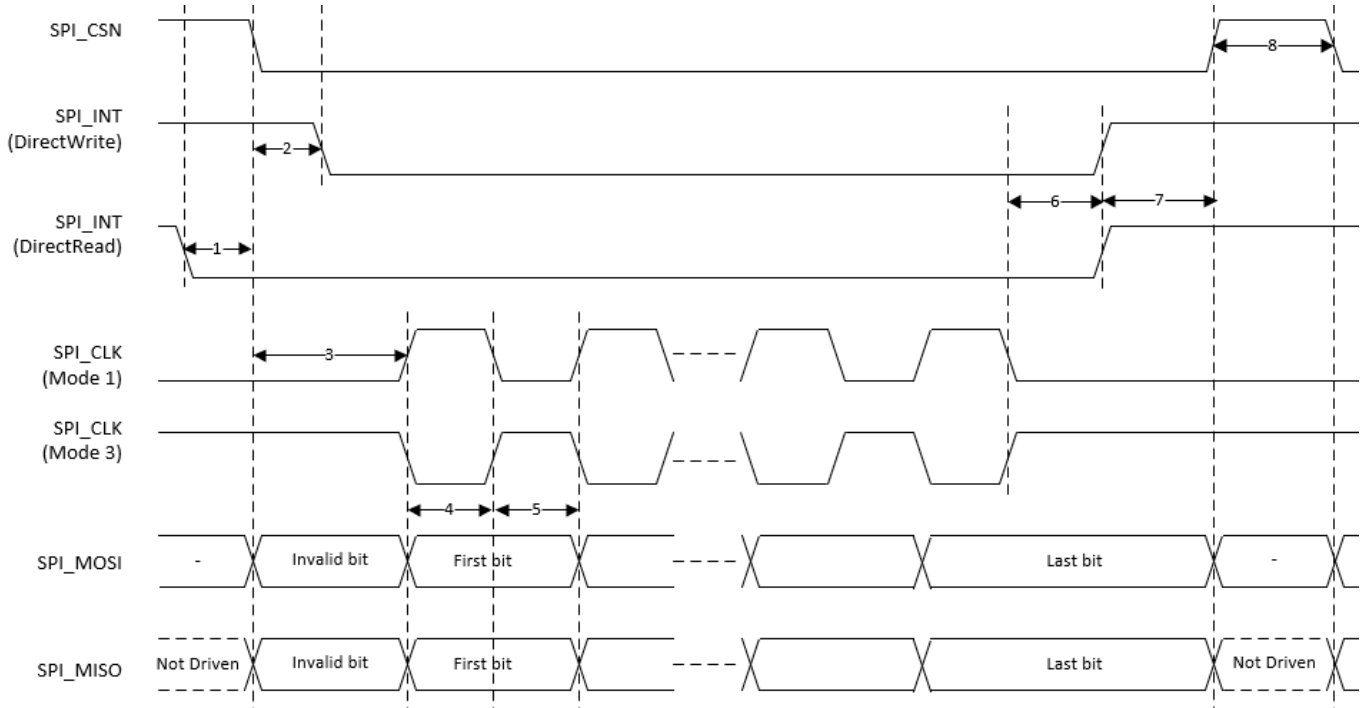 SPI_CSN
8
SPI_INT
(DirectWrite)
2
6
7
SPI_INT
(DirectRead)
1
SPI_CLK
(Mode 1)
3
SPI_CLK
(Mode 3)
4
5
SPI_MOSI
-
Invalid bit
First bit
Last bit
-
SPI_MISO
Not Driven
Invalid bit
First bit
Last bit
Not Driven